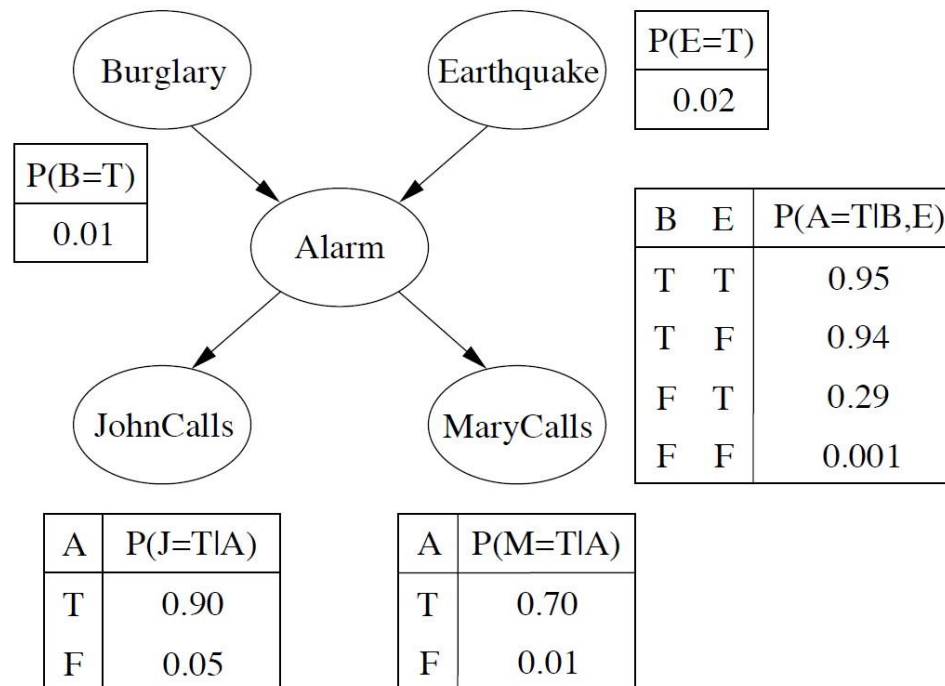 Burglary
Earthquake
P(E=T)
0.02
P(B=T)
0.01
Alarm
B E P(A=T|B,E)
T T 0.95
T F 0.94
F T 0.29
F F 0.001
JohnCalls
MaryCalls
A P(J=T|A)
T 0.90
F 0.05
A P(M=T|A)
T 0.70
F 0.01